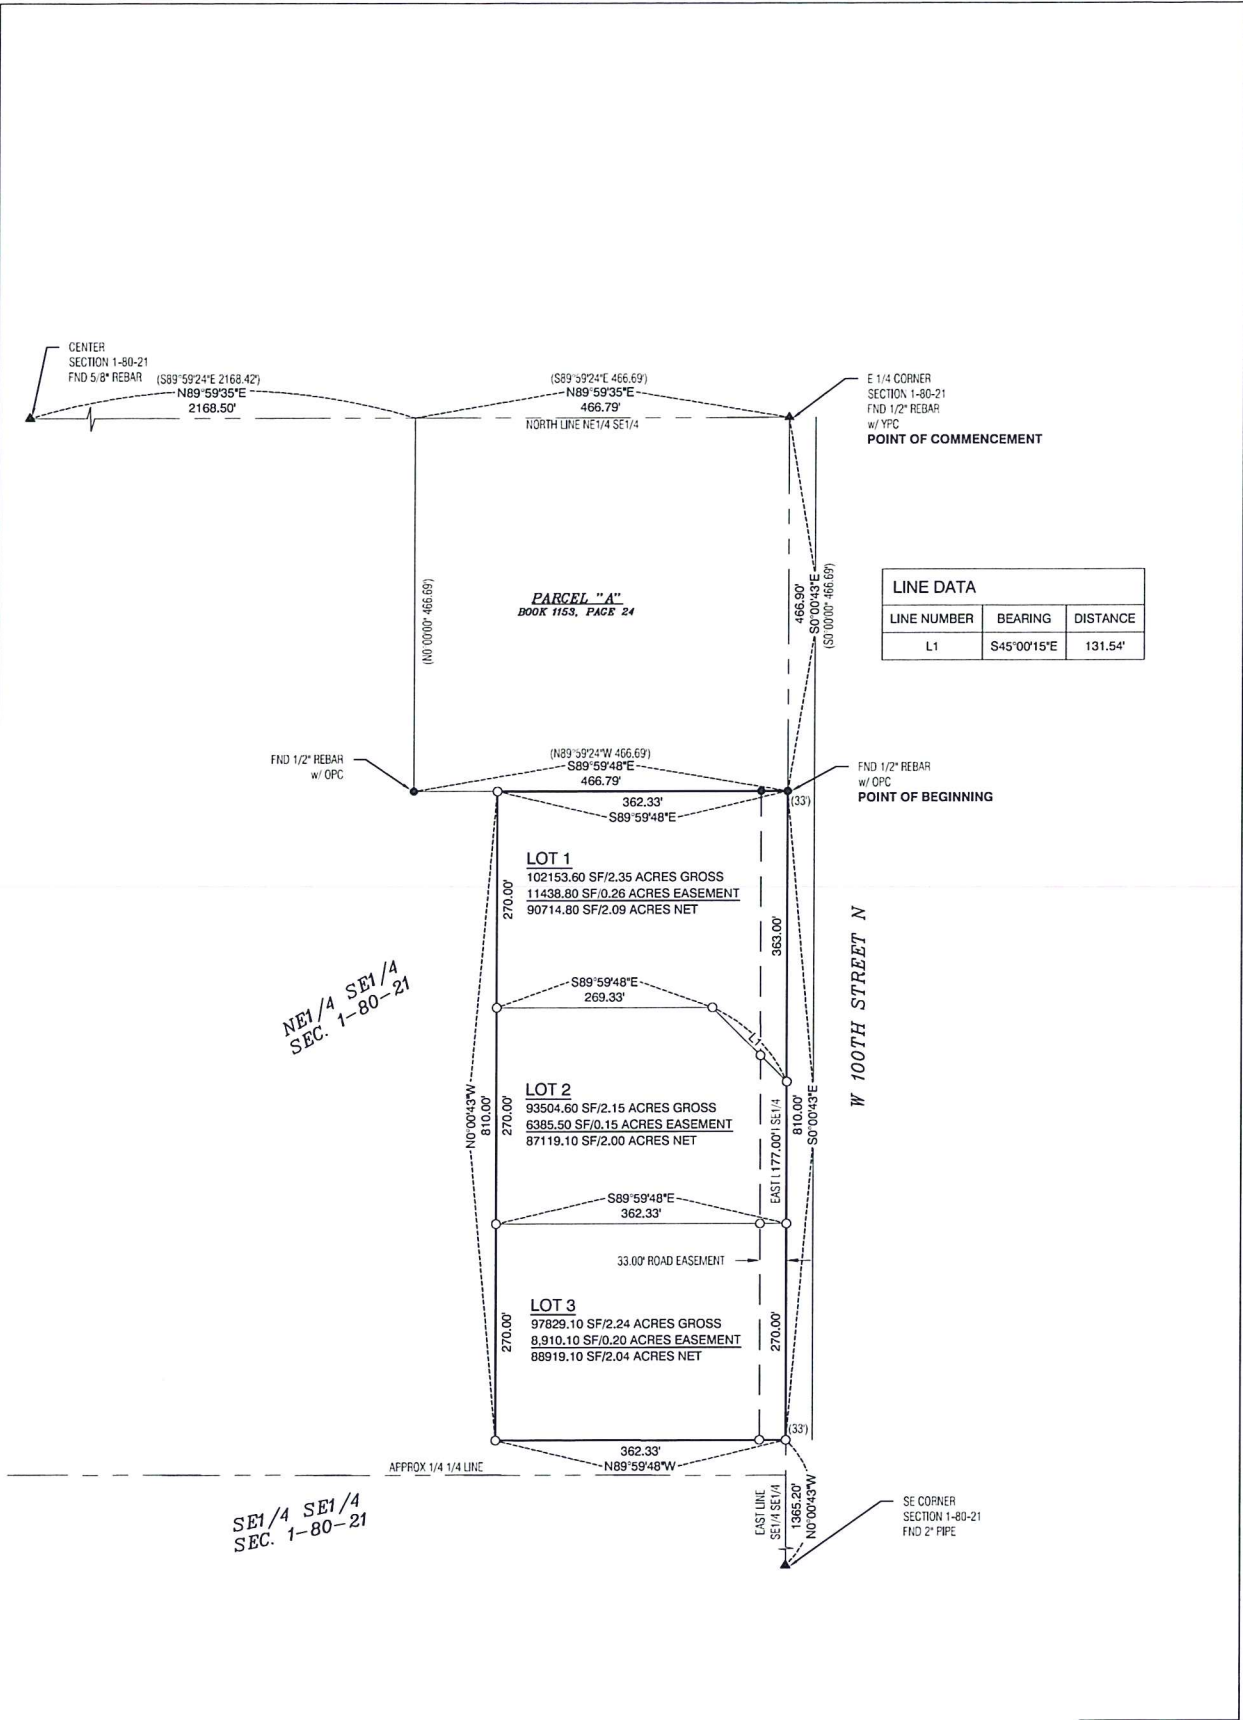 CENTER
SECTION 1-80-21
FND 5/8" REBAR
(S89°59'24"E 2168.42')
N89°59'35"E
2168.50'
(S89°59'24"E 466.69')
N89°59'35"E
466.79'
NORTH LINE NE1/4 SE1/4
E 1/4 CORNER
SECTION 1-80-21
FND 1/2" REBAR
w/ YPC
POINT OF COMMENCEMENT
(N0°00'00" 466.69')
PARCEL "A"
BOOK 1153, PAGE 24
466.90'
S0°00'43"E
(S0°00'00" 466.69')
LINE DATA
LINE NUMBER BEARING DISTANCE
L1 S45°00'15"E 131.54'
FND 1/2" REBAR
w/ OPC
(N89°59'24"W 466.69')
S89°59'48"E
466.79'
FND 1/2" REBAR
w/ OPC
POINT OF BEGINNING
(33')
362.33'
S89°59'48"E
LOT 1
102153.60 SF/2.35 ACRES GROSS
11438.80 SF/0.26 ACRES EASEMENT
90714.80 SF/2.09 ACRES NET
270.00'
363.00'
W 100TH STREET N
NE1/4 SE1/4
SEC. 1-80-21
S89°59'48"E
269.33'
L1
LOT 2
93504.60 SF/2.15 ACRES GROSS
6385.50 SF/0.15 ACRES EASEMENT
87119.10 SF/2.00 ACRES NET
N0°00'43"W
810.00'
270.00'
EAST L177.00'1 SE1/4
810.00'
S0°00'43"E
S89°59'48"E
362.33'
33.00' ROAD EASEMENT
LOT 3
97829.10 SF/2.24 ACRES GROSS
8,910.10 SF/0.20 ACRES EASEMENT
88919.10 SF/2.04 ACRES NET
270.00'
270.00'
(33')
362.33'
N89°59'48"W
APPROX 1/4 1/4 LINE
SE1/4 SE1/4
SEC. 1-80-21
EAST LINE
SE1/4 SE1/4
1365.20'
N0°00'43"W
SE CORNER
SECTION 1-80-21
FND 2" PIPE